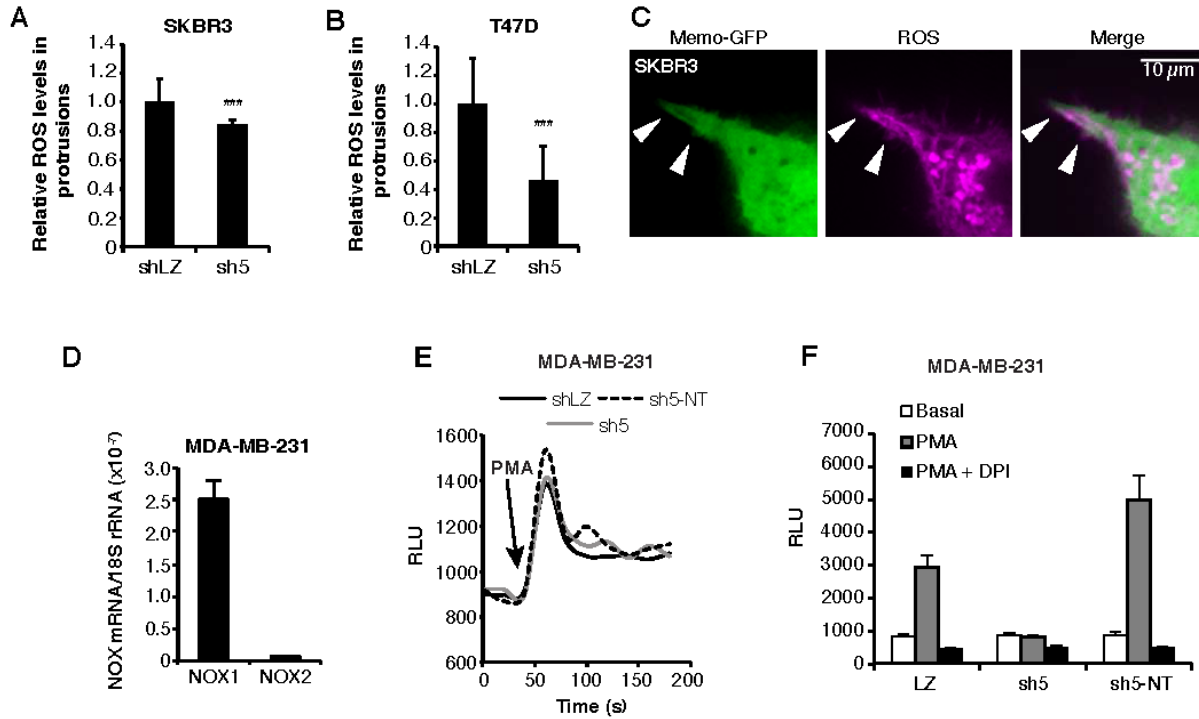 A
SKBR3
Relative ROS levels in
protrusions
1.4
1.2
1.0
0.8
0.6
0.4
0.2
0
***
shLZ
sh5
B
T47D
Relative ROS levels in
protrusions
1.4
1.2
1.0
0.8
0.6
0.4
0.2
0
***
shLZ
sh5
C
Memo-GFP
ROS
Merge
SKBR3
10 µm
D
MDA-MB-231
NOX mRNA/18S rRNA (x10⁻⁷)
3.0
2.5
2.0
1.5
1.0
0.5
0
NOX1
NOX2
E
MDA-MB-231
shLZ
sh5-NT
sh5
PMA
RLU
1600
1400
1200
1000
800
600
0
50
100
150
200
Time (s)
F
MDA-MB-231
Basal
PMA
PMA + DPI
RLU
7000
6000
5000
4000
3000
2000
1000
0
LZ
sh5
sh5-NT